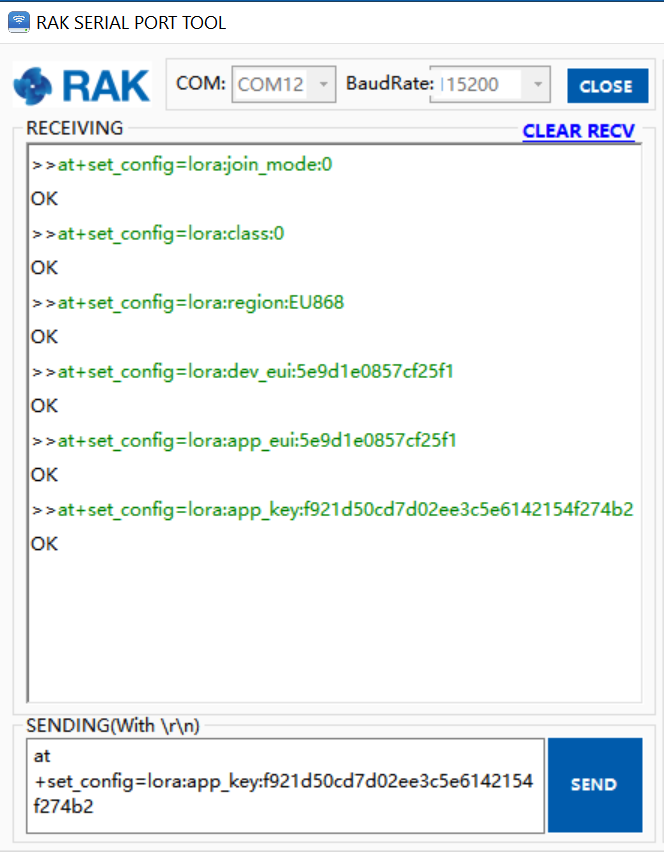 RAK SERIAL PORT TOOL
RAK COM: COM12 BaudRate: 115200 CLOSE
RECEIVING
CLEAR RECV
>>at+set_config=lora:join_mode:0
OK
>>at+set_config=lora:class:0
OK
>>at+set_config=lora:region:EU868
OK
>>at+set_config=lora:dev_eui:5e9d1e0857cf25f1
OK
>>at+set_config=lora:app_eui:5e9d1e0857cf25f1
OK
>>at+set_config=lora:app_key:f921d50cd7d02ee3c5e6142154f274b2
OK
SENDING(With \r\n)
at
+set_config=lora:app_key:f921d50cd7d02ee3c5e6142154
f274b2
SEND